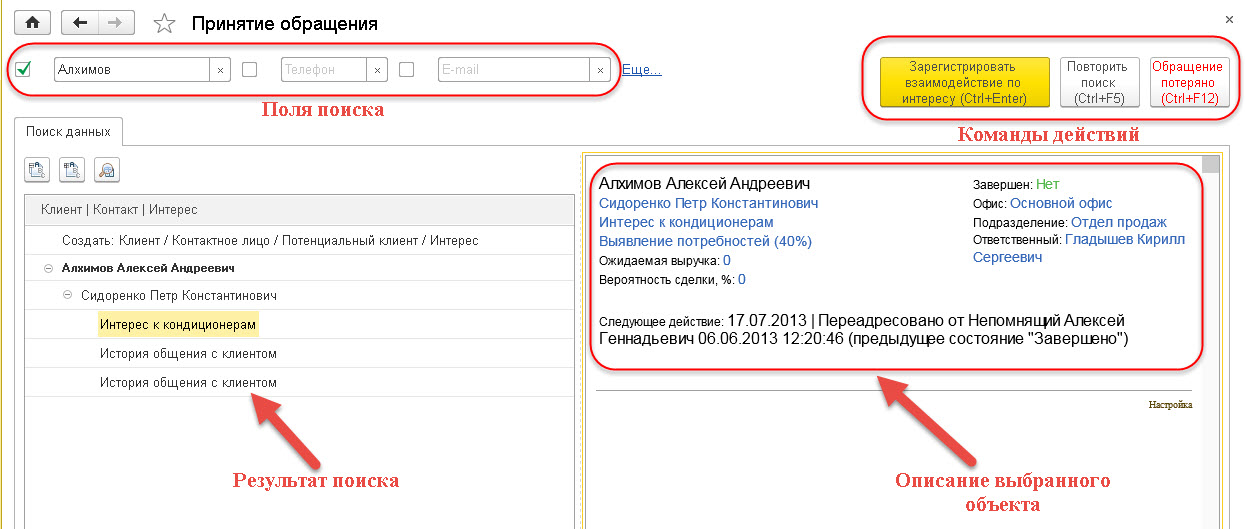 Принятие обращения
Алхимов
Телефон
E-mail
Еще...
Зарегистрировать
взаимодействие по
интересу (Ctrl+Enter)
Повторить
поиск
(Ctrl+F5)
Обращение
потеряно
(Ctrl+F12)
Поля поиска
Команды действий
Поиск данных
Клиент | Контакт | Интерес
Создать: Клиент / Контактное лицо / Потенциальный клиент / Интерес
Алхимов Алексей Андреевич
Сидоренко Петр Константинович
Интерес к кондиционерам
История общения с клиентом
История общения с клиентом
Результат поиска
Алхимов Алексей Андреевич
Сидоренко Петр Константинович
Интерес к кондиционерам
Выявление потребностей (40%)
Ожидаемая выручка: 0
Вероятность сделки, %: 0
Завершен: Нет
Офис: Основной офис
Подразделение: Отдел продаж
Ответственный: Гладышев Кирилл
Сергеевич
Следующее действие: 17.07.2013 | Переадресовано от Непомнящий Алексей
Геннадьевич 06.06.2013 12:20:46 (предыдущее состояние "Завершено")
Настройка
Описание выбранного
объекта